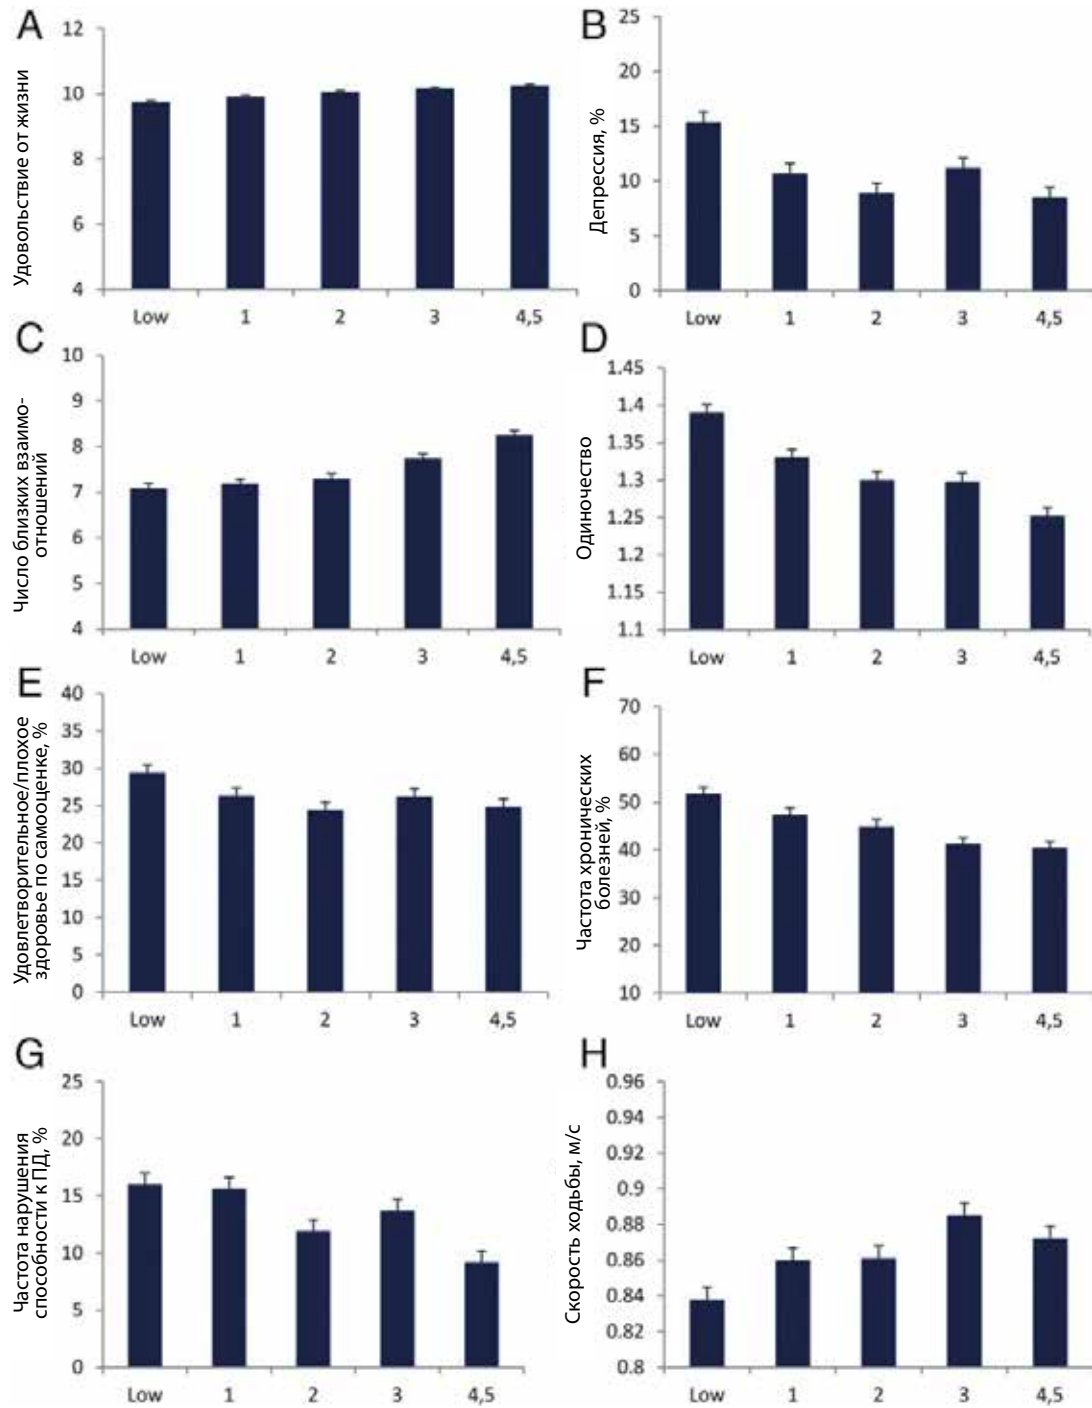 A
Удовольствие от жизни
12
10
8
6
4
Low 1 2 3 4,5
B
Депрессия, %
25
20
15
10
5
0
Low 1 2 3 4,5
C
Число близких взаимо-
отношений
10
9
8
7
6
5
4
Low 1 2 3 4,5
D
Одиночество
1.45
1.4
1.35
1.3
1.25
1.2
1.15
1.1
Low 1 2 3 4,5
E
Удовлетворительное/плохое
здоровье по самооценке, %
40
35
30
25
20
15
10
5
0
Low 1 2 3 4,5
F
Частота хронических
болезней, %
70
60
50
40
30
20
10
Low 1 2 3 4,5
G
Частота нарушения
способности к ПД, %
25
20
15
10
5
0
Low 1 2 3 4,5
H
Скорость ходьбы, м/с
0.96
0.94
0.92
0.9
0.88
0.86
0.84
0.82
0.8
Low 1 2 3 4,5